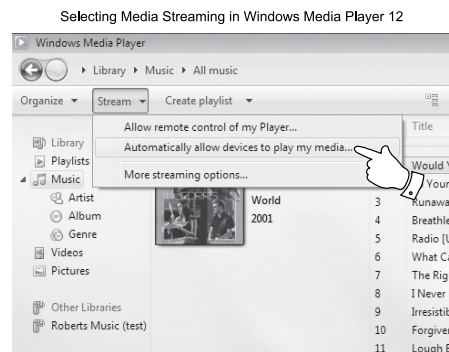 Selecting Media Streaming in Windows Media Player 12
Windows Media Player
Library Music All music
Organize Stream Create playlist
Allow remote control of my Player...
Automatically allow devices to play my media...
More streaming options...
Title
Library
Playlists
Music
Artist
Album
Genre
Videos
Pictures
Other Libraries
Roberts Music (test)
World
2001
Would Y
Your
3 Runawa
4 Breathle
5 Radio [U
6 What Ca
7 The Rig
8 I Never
9 Irresistib
10 Forgiven
11 Lough E